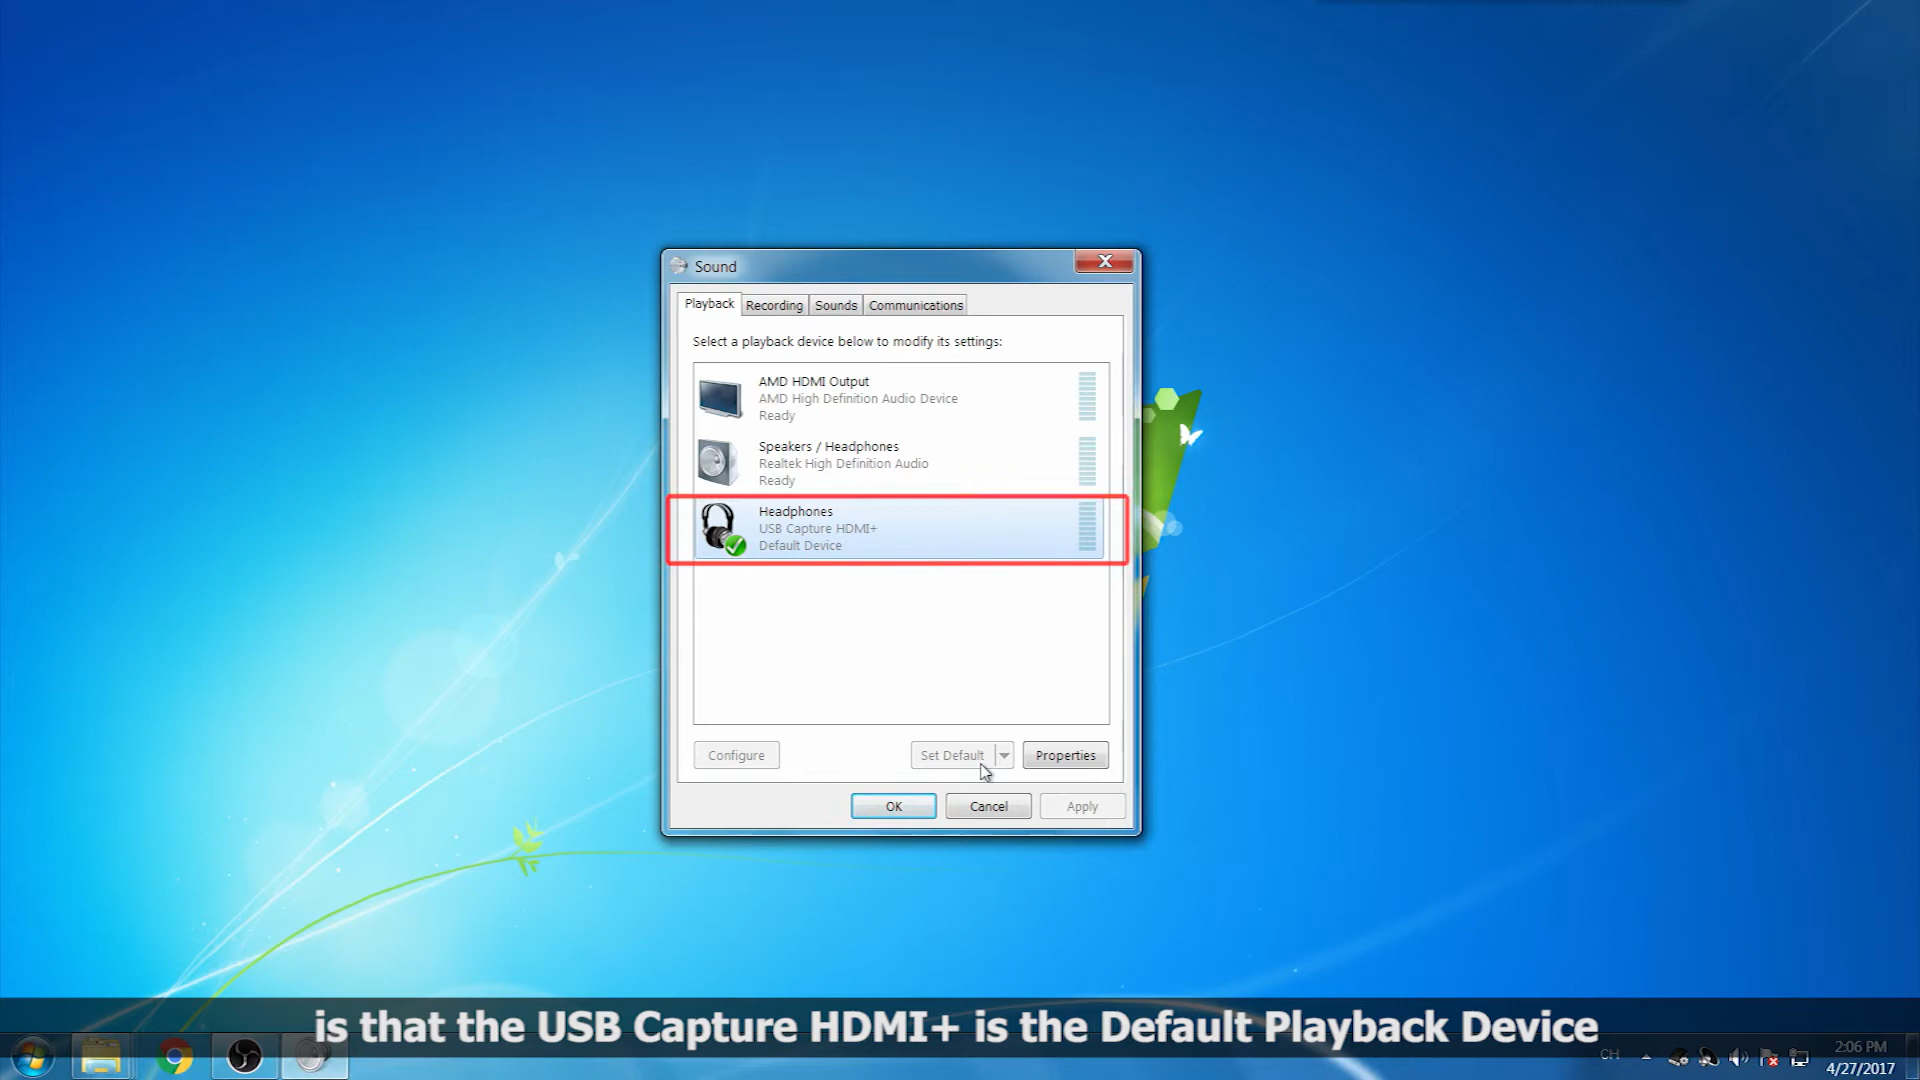 Sound
X
Playback
Recording
Sounds
Communications
Select a playback device below to modify its settings:
AMD HDMI Output
AMD High Definition Audio Device
Ready
Speakers / Headphones
Realtek High Definition Audio
Ready
Headphones
USB Capture HDMI+
Default Device
Configure
Set Default
Properties
OK
Cancel
Apply
is that the USB Capture HDMI+ is the Default Playback Device
CH
2:06 PM
4/27/2017